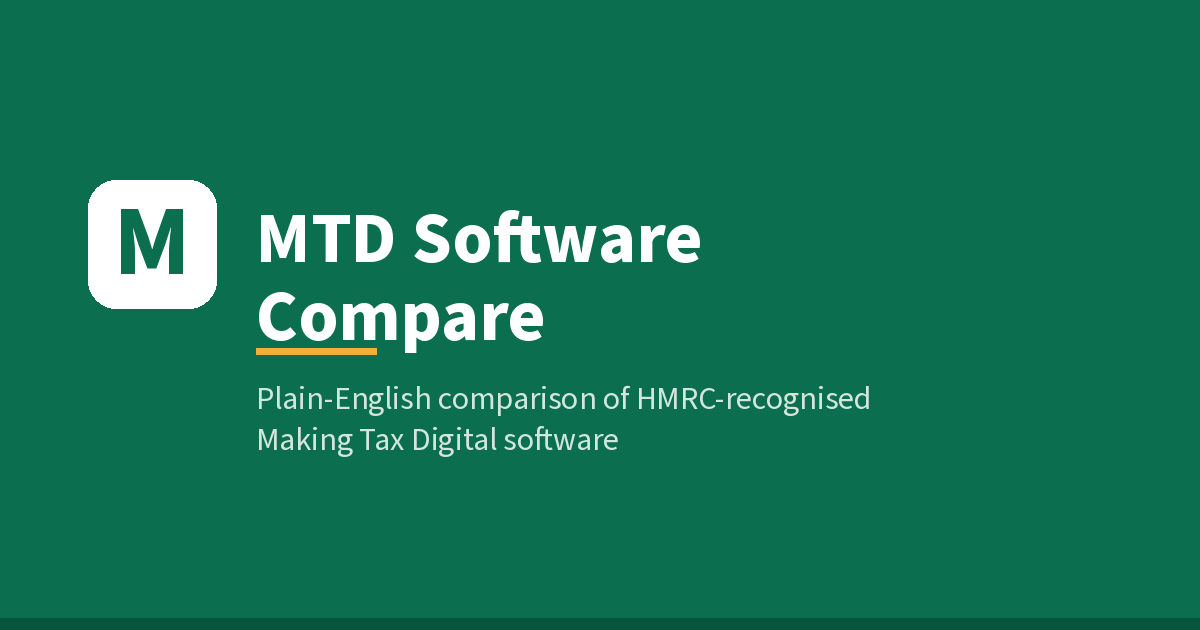 M
MTD Software
Compare
Plain-English comparison of HMRC-recognised
Making Tax Digital software